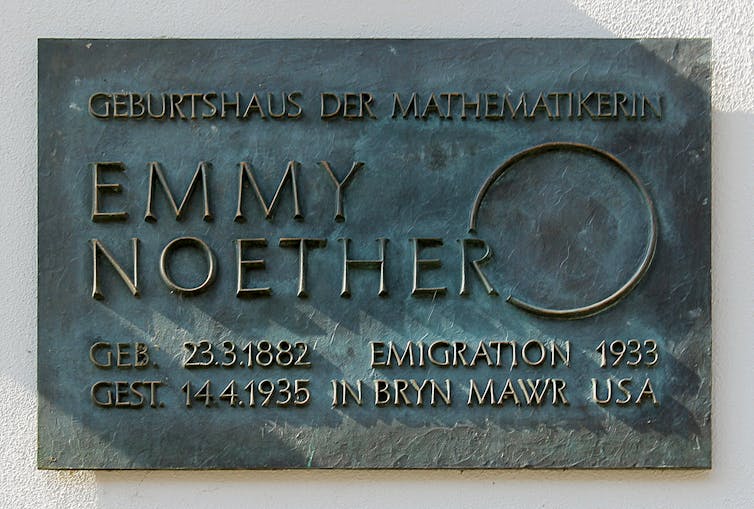 GEBURTSHAUS DER MATHEMATIKERIN
EMMY
NOETHER
GEB. 23.3.1882 EMIGRATION 1933
GEST. 14.4.1935 IN BRYN MAWR USA